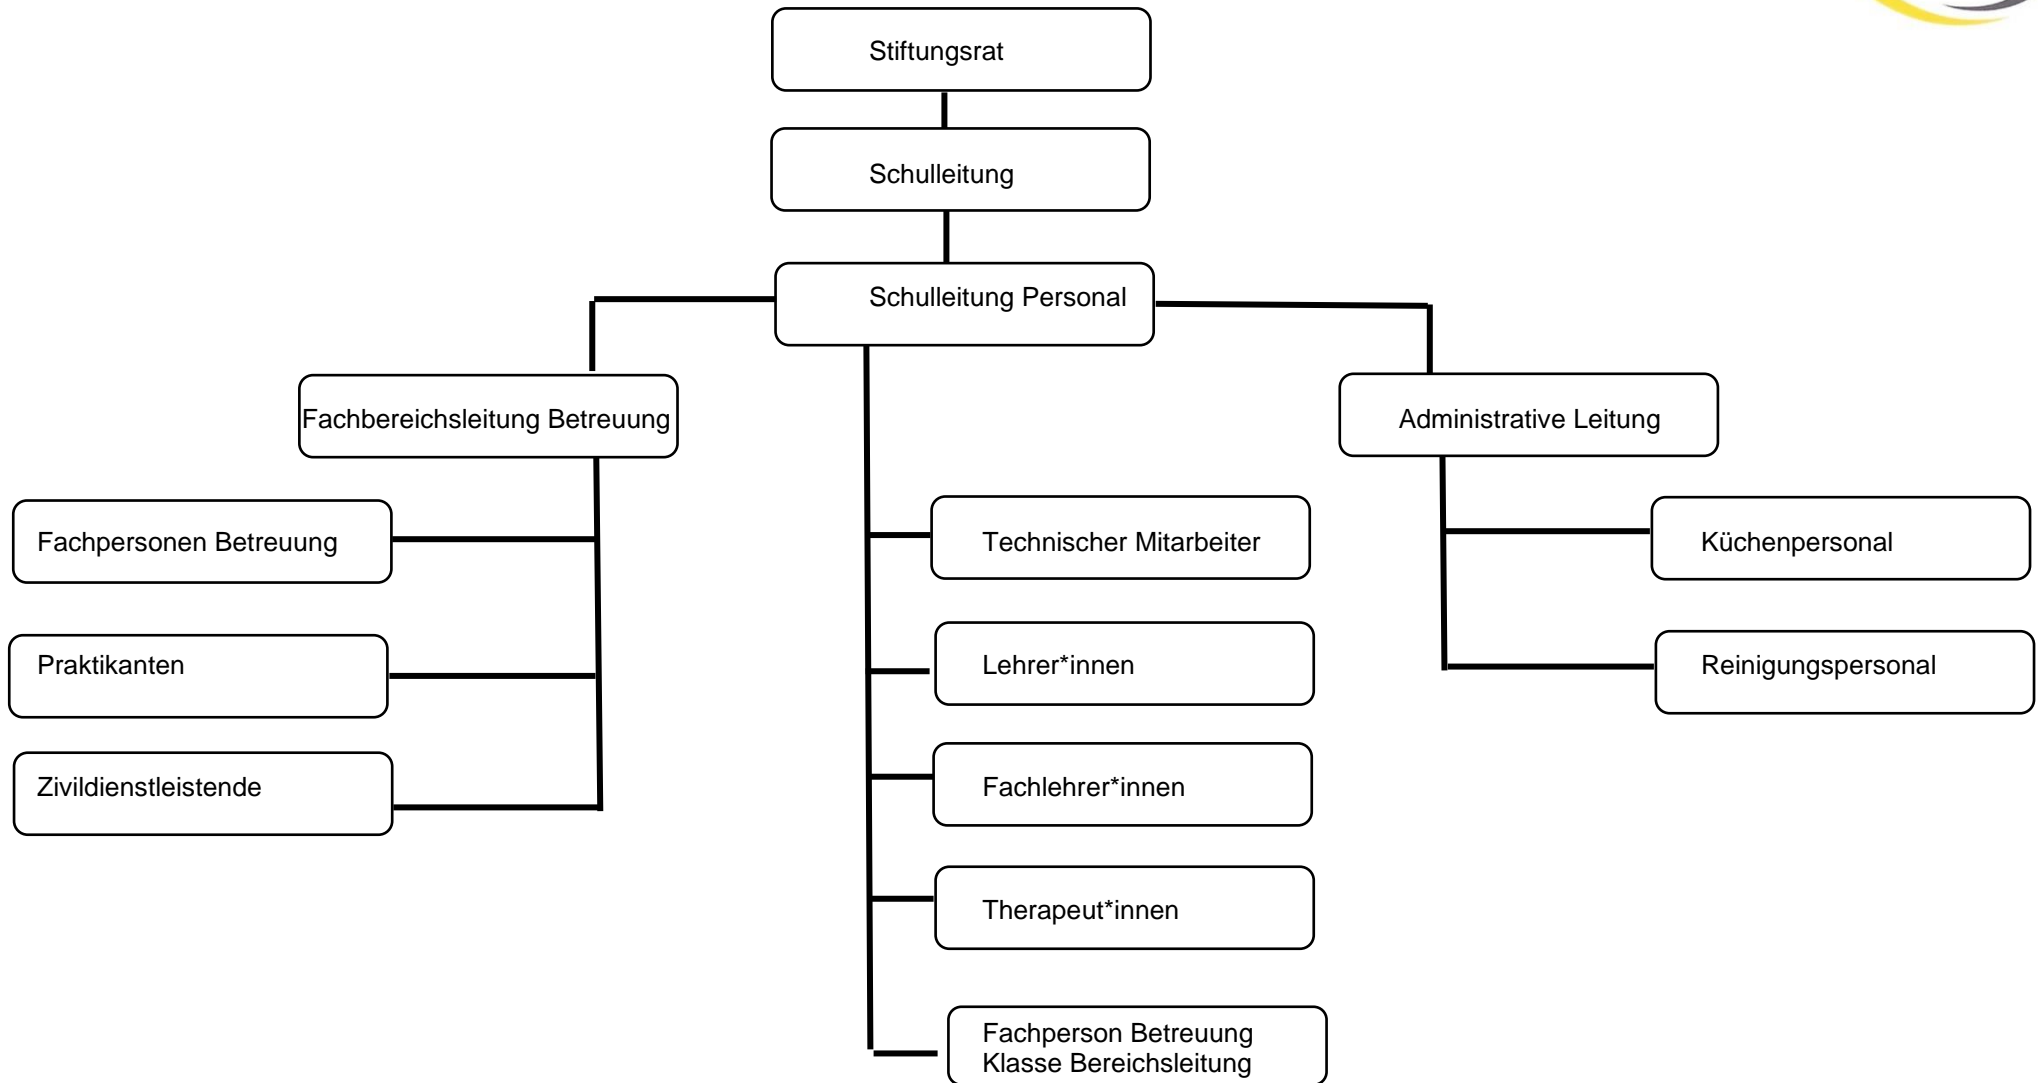 Stiftungsrat
Schulleitung
Schulleitung Personal
Fachbereichsleitung Betreuung
Administrative Leitung
Fachpersonen Betreuung
Technischer Mitarbeiter
Küchenpersonal
Praktikanten
Lehrer*innen
Reinigungspersonal
Zivildienstleistende
Fachlehrer*innen
Therapeut*innen
Fachperson Betreuung
Klasse Bereichsleitung